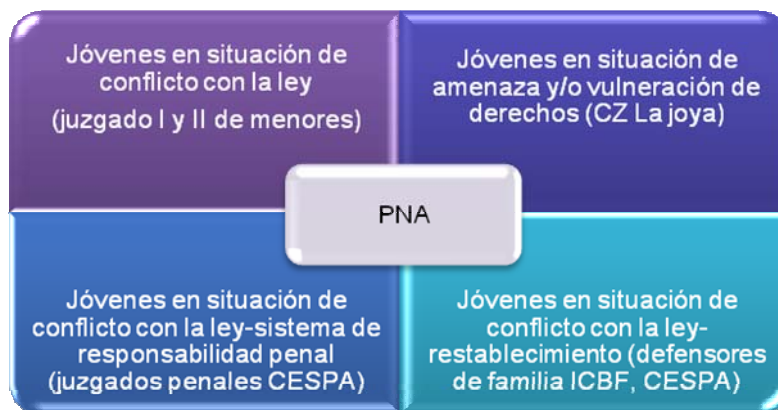 Jóvenes en situación de
conflicto con la ley
(juzgado I y II de menores)
Jóvenes en situación de
amenaza y/o vulneración de
derechos (CZ La joya)
PNA
Jóvenes en situación de
conflicto con la ley-sistema de
responsabilidad penal
(juzgados penales CESPA)
Jóvenes en situación de
conflicto con la ley-
restablecimiento (defensores
de familia ICBF, CESPA)